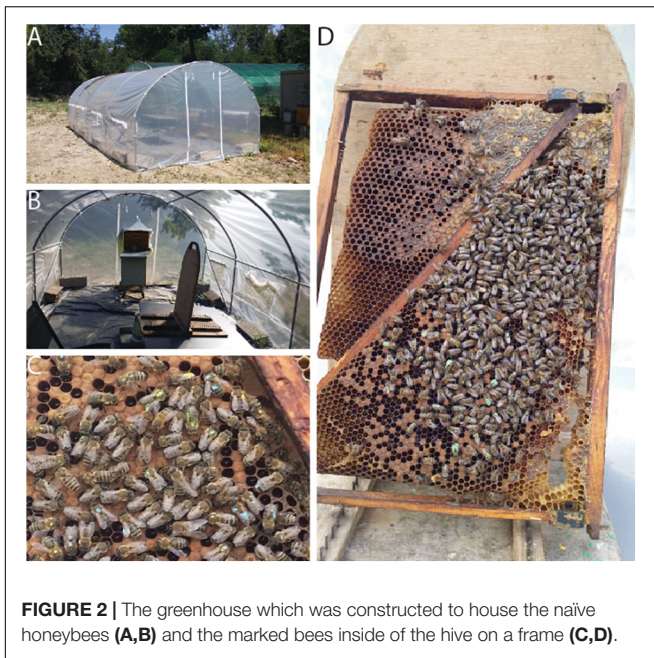 A
D
B
C
FIGURE 2 | The greenhouse which was constructed to house the naïve
honeybees (A,B) and the marked bees inside of the hive on a frame (C,D).